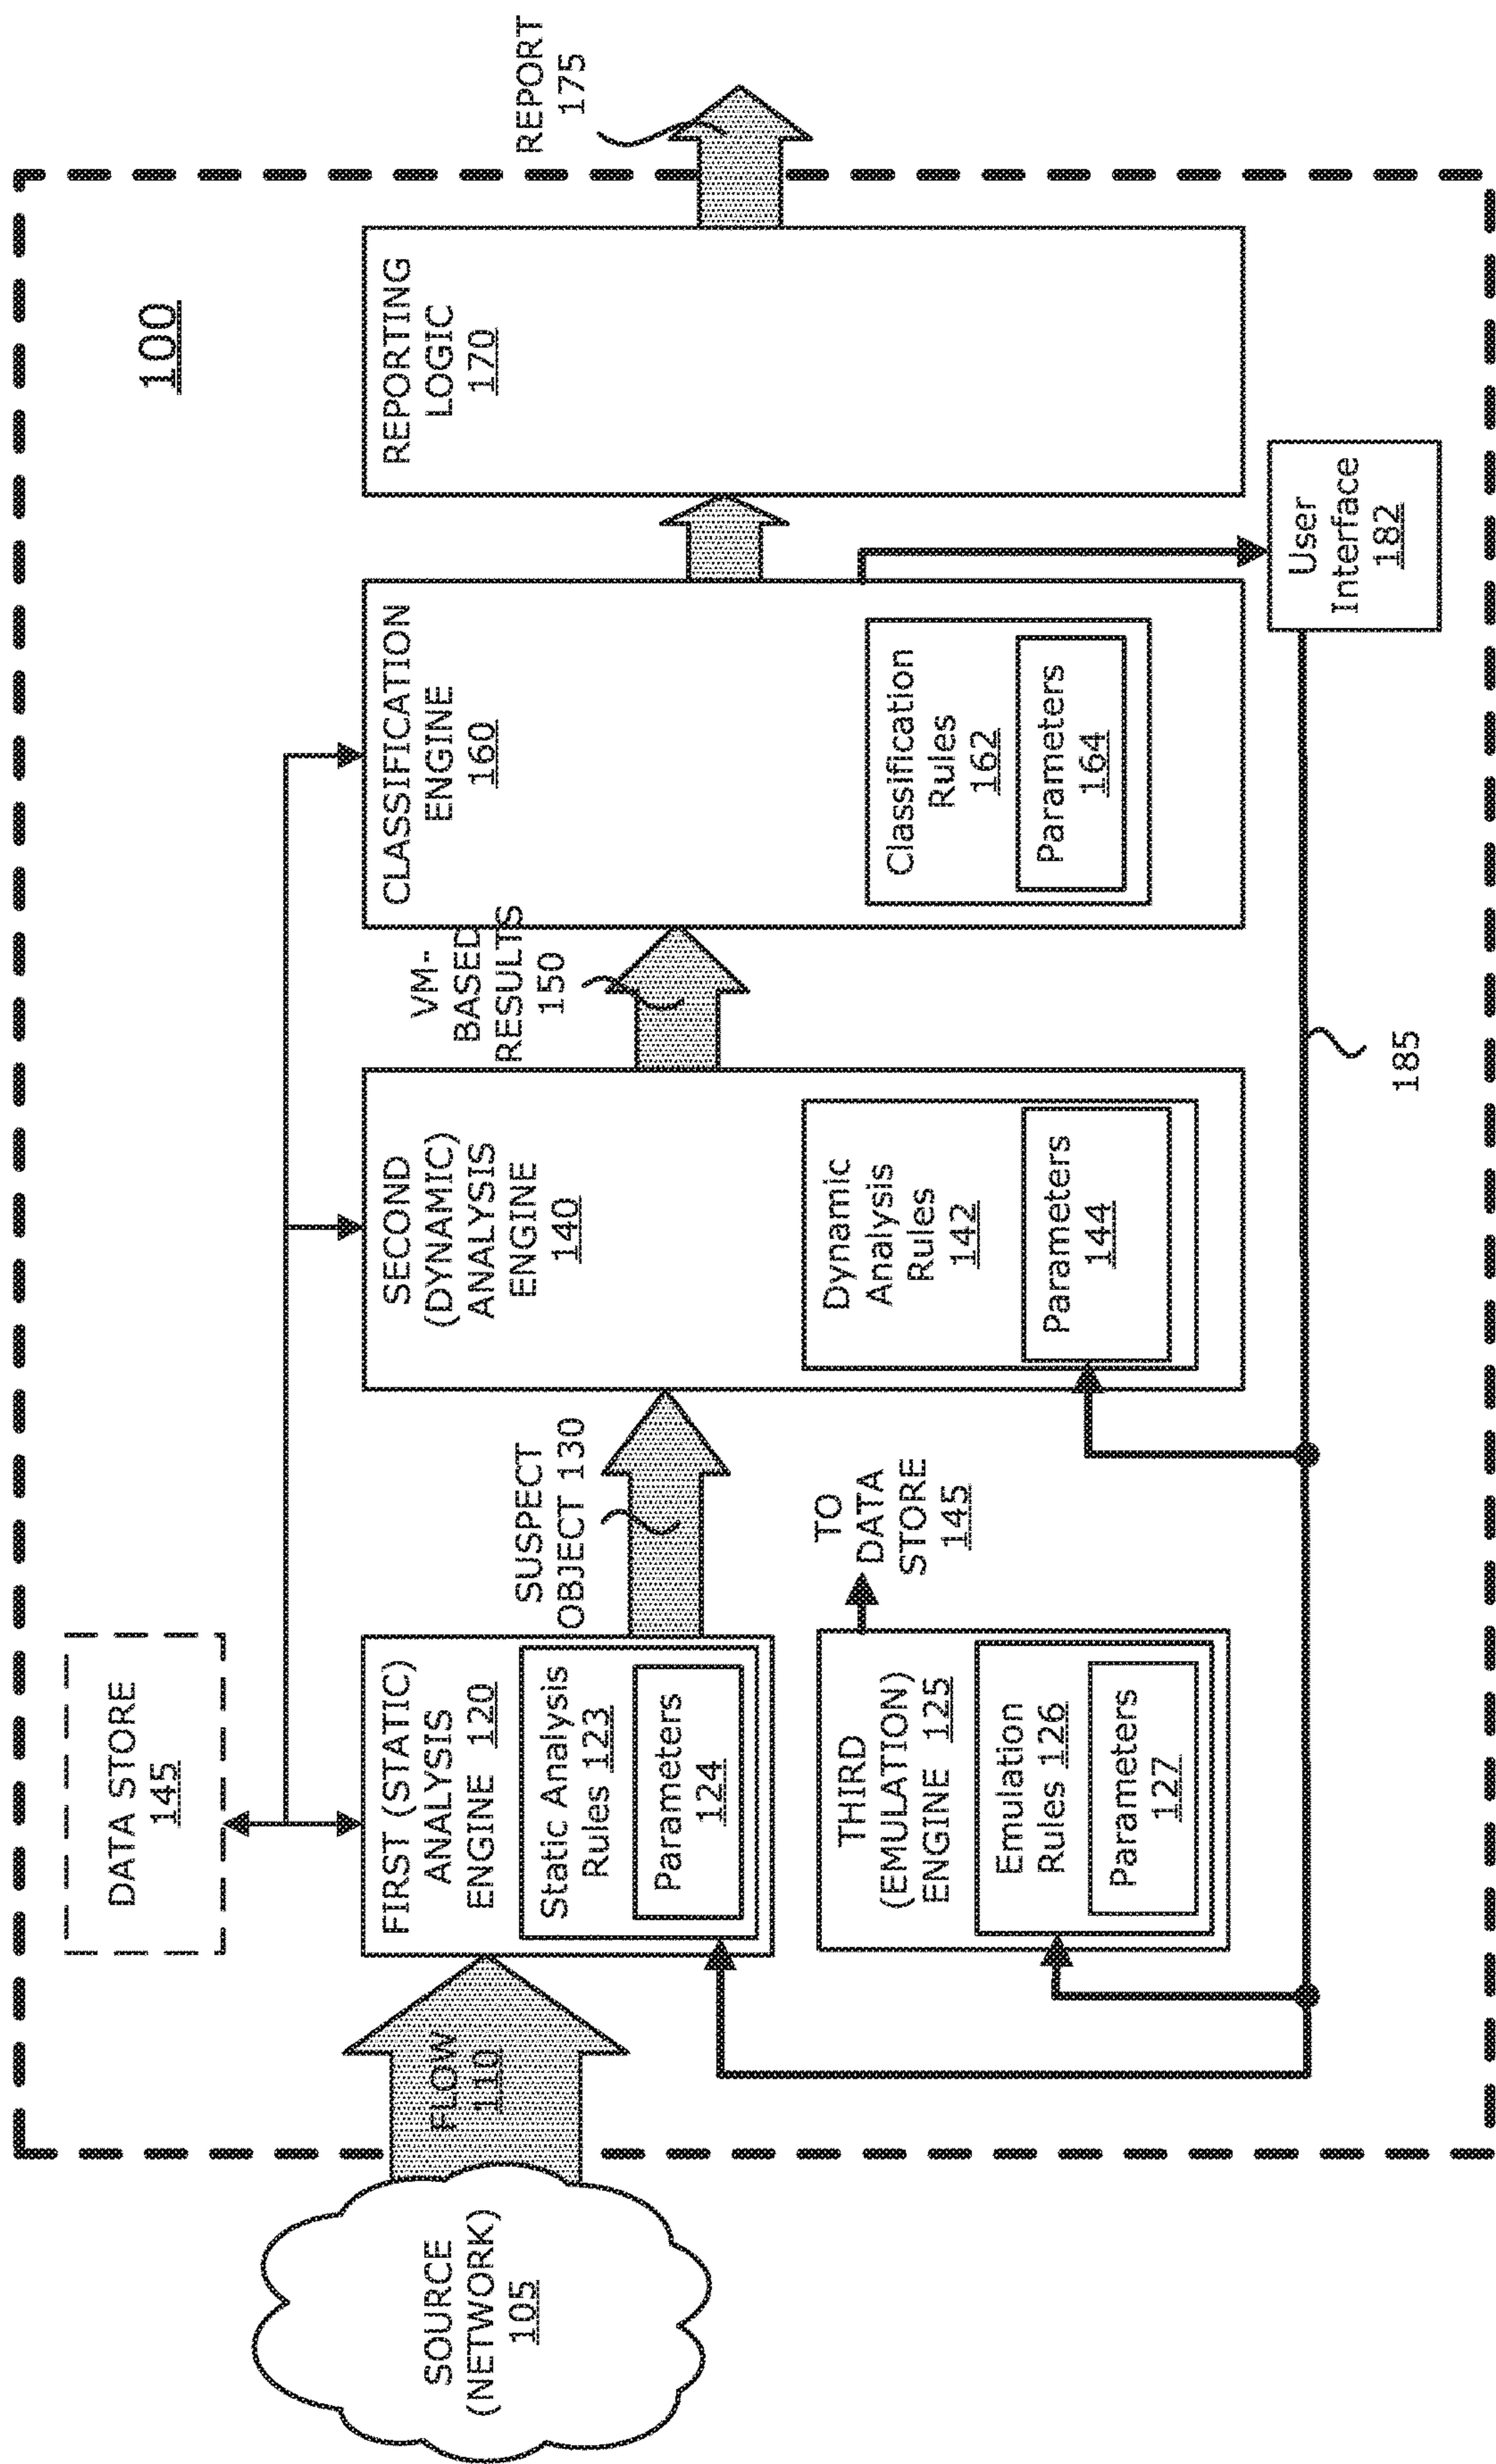 100
DATA STORE
145
SOURCE
(NETWORK)
105
FLOW
110
FIRST (STATIC)
ANALYSIS
ENGINE 120
Static Analysis
Rules 123
Parameters
124
THIRD
(EMULATION)
ENGINE 125
Emulation
Rules 126
Parameters
127
TO
DATA
STORE
145
SUSPECT
OBJECT 130
SECOND
(DYNAMIC)
ANALYSIS
ENGINE
140
Dynamic
Analysis
Rules
142
Parameters
144
VM-
BASED
RESULTS
150
CLASSIFICATION
ENGINE
160
Classification
Rules
162
Parameters
164
REPORTING
LOGIC
170
REPORT
175
User
Interface
182
185